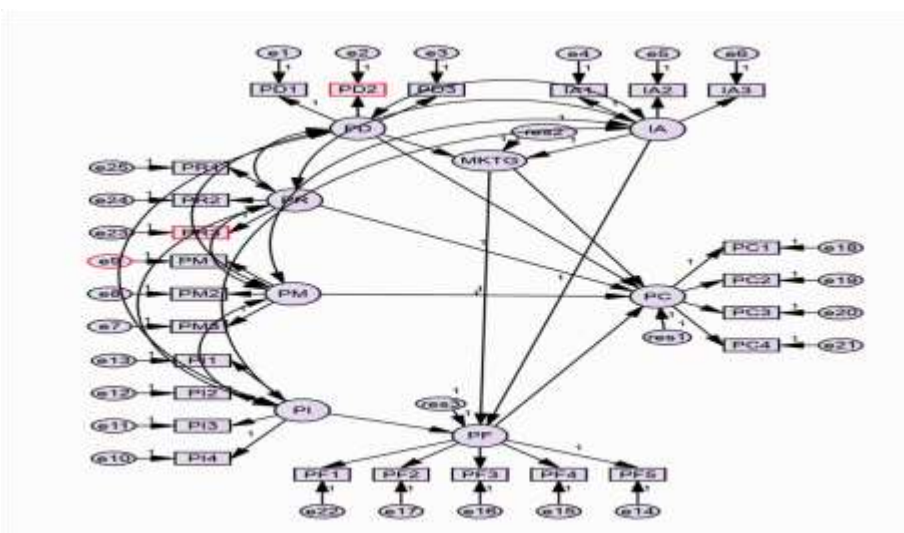 e1 e2 e3 e4 e5 e6
PD1 PD2 PD3 IA1 IA2 IA3
PD res2 IA
MKTG
e25 PR1
e24 PR2 PR
e23 PR3
e9 PM1 PC1 e18
e8 PM2 PM PC PC2 e19
e7 PM3 PC3 e20
res1 PC4 e21
e13 PI1
e12 PI2
PI res3
e11 PI3 PF
e10 PI4
PF1 PF2 PF3 PF4 PF5
e22 e17 e16 e15 e14